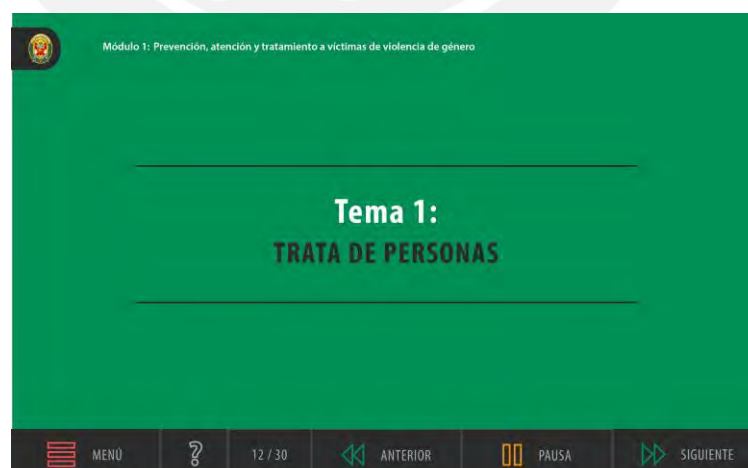 Módulo 1: Prevención, atención y tratamiento a víctimas de violencia de género
Tema 1:
TRATA DE PERSONAS
MENÚ ? 12 / 30 ANTERIOR PAUSA SIGUIENTE